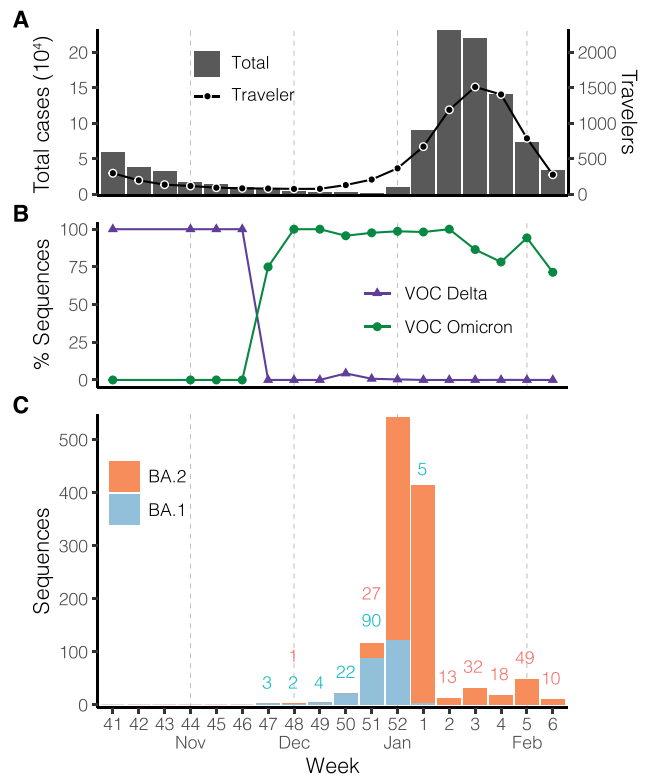 A
Total cases (10⁴)
20
15
10
5
0
Total
Traveler
2000
1500
1000
500
0
Travelers
B
% Sequences
100
75
50
25
0
VOC Delta
VOC Omicron
C
Sequences
500
400
300
200
100
0
BA.2
BA.1
5
27
90
1
3 2 4 22
13 32 18 49 10
41 42 43 44 45 46 47 48 49 50 51 52 1 2 3 4 5 6
Nov Dec Jan Feb
Week